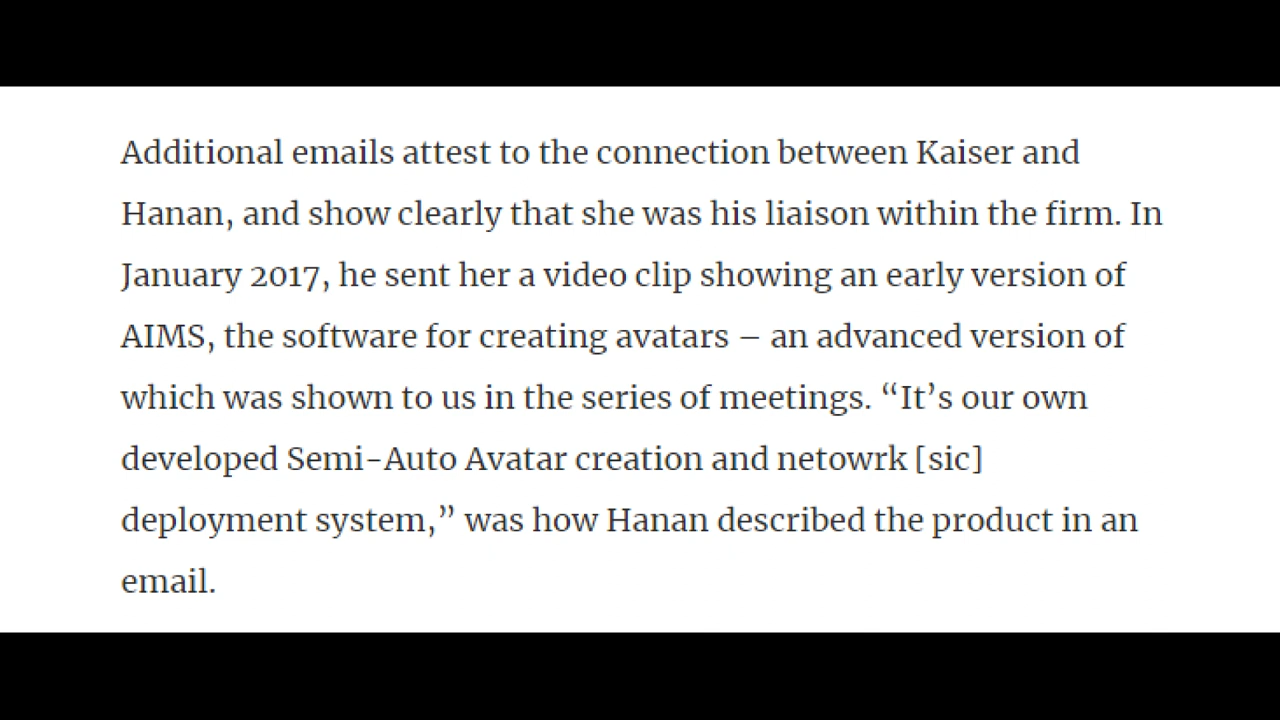 Additional emails attest to the connection between Kaiser and
Hanan, and show clearly that she was his liaison within the firm. In
January 2017, he sent her a video clip showing an early version of
AIMS, the software for creating avatars – an advanced version of
which was shown to us in the series of meetings. “It’s our own
developed Semi-Auto Avatar creation and netowrk [sic]
deployment system,” was how Hanan described the product in an
email.